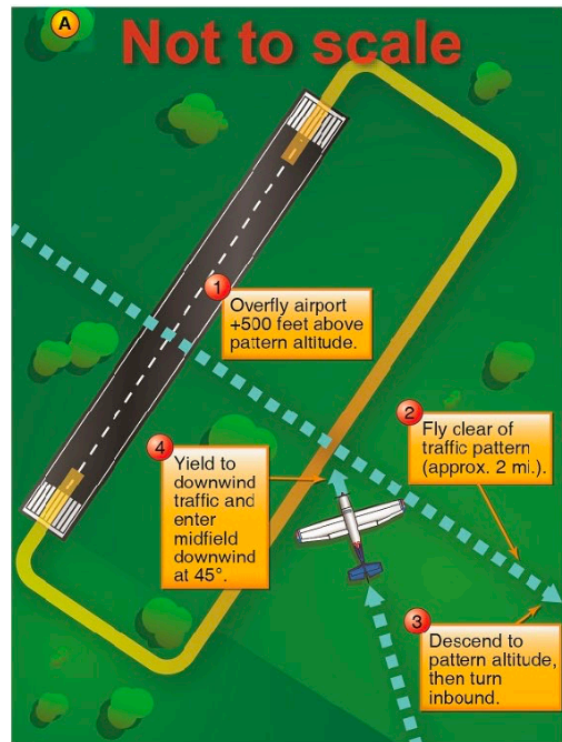 A
Not to scale
1
Overfly airport
+500 feet above
pattern altitude.
2
Fly clear of
traffic pattern
(approx. 2 mi.).
4
Yield to
downwind
traffic and
enter
midfield
downwind
at 45°.
3
Descend to
pattern altitude,
then turn
inbound.